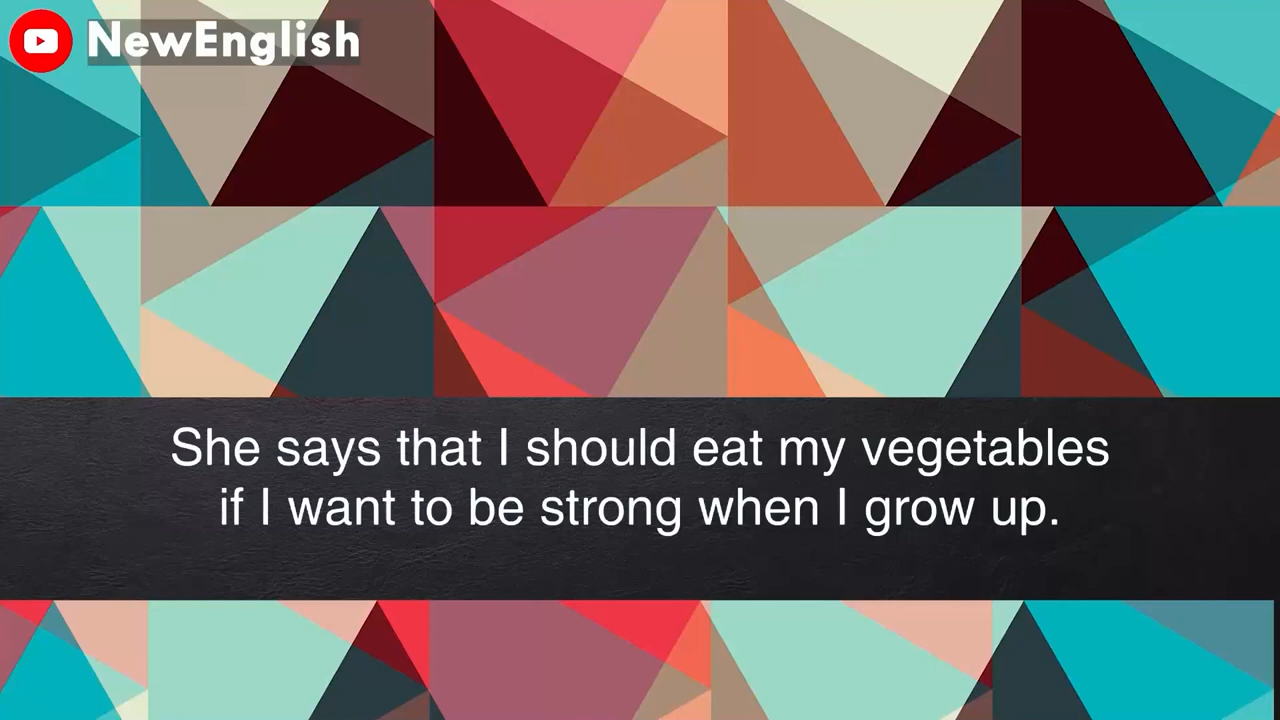 NewEnglish
She says that I should eat my vegetables
if I want to be strong when I grow up.